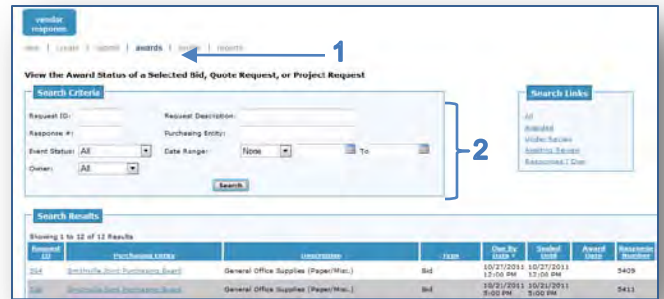 vendor
response
view | create | submit | awards | profile | reports
1
View the Award Status of a Selected Bid, Quote Request, or Project Request
Search Criteria
Request ID:
Request Description:
Response #:
Purchasing Entity:
Event Status: All
Date Range: None
To
Owner: All
Search
2
Search Links
All
Awarded
Under Review
Awaiting Review
Responses I Own
Search Results
Showing 1 to 12 of 12 Results
Request ID
Purchasing Entity
Description
Type
Due By Date
Sealed Until
Award Date
Response Number
Smithville Joint Purchasing Board
General Office Supplies (Paper/Misc.)
Bid
10/27/2011 12:00 PM
10/27/2011 12:00 PM
5409
Smithville Joint Purchasing Board
General Office Supplies (Paper/Misc.)
Bid
10/21/2011 5:00 PM
10/21/2011 5:00 PM
5411